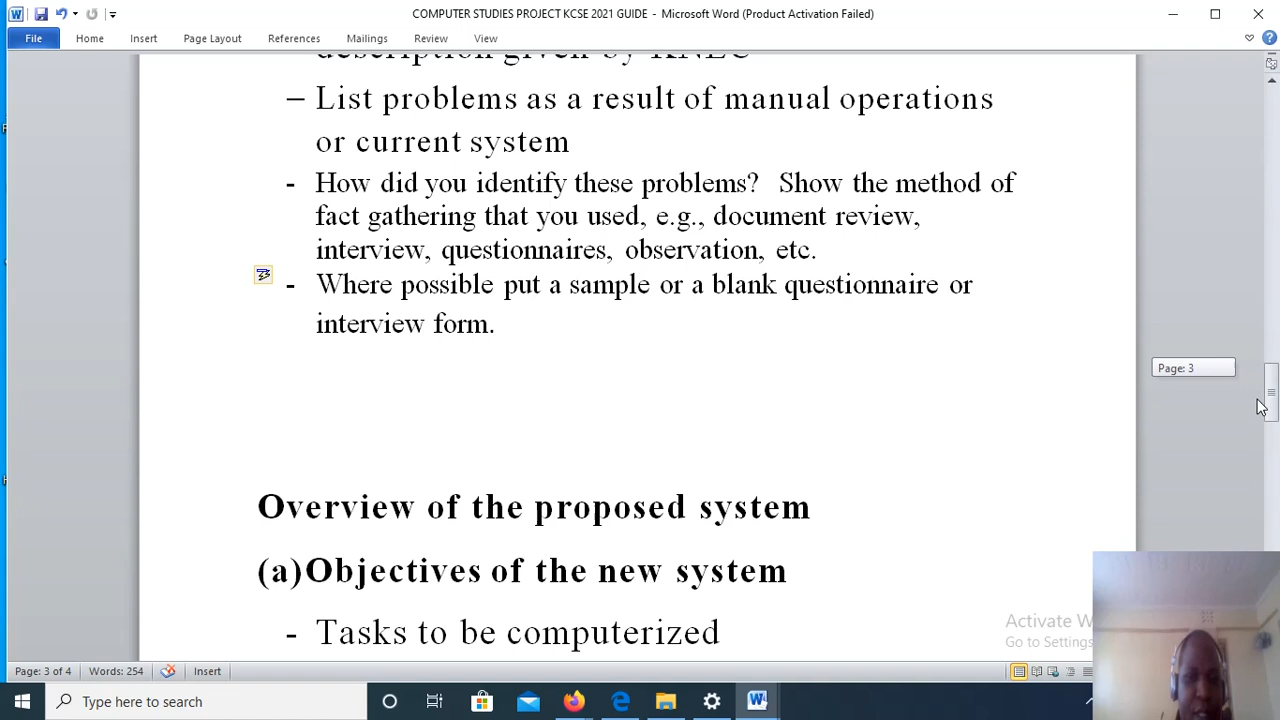 COMPUTER STUDIES PROJECT KCSE 2021 GUIDE - Microsoft Word (Product Activation Failed)
File Home Insert Page Layout References Mailings Review View
description given by KNEC
– List problems as a result of manual operations
or current system
- How did you identify these problems? Show the method of
fact gathering that you used, e.g., document review,
interview, questionnaires, observation, etc.
- Where possible put a sample or a blank questionnaire or
interview form.
Page: 3
Overview of the proposed system
(a)Objectives of the new system
- Tasks to be computerized
Activate W
Go to Settings
Page: 3 of 4 Words: 254 Insert
Type here to search